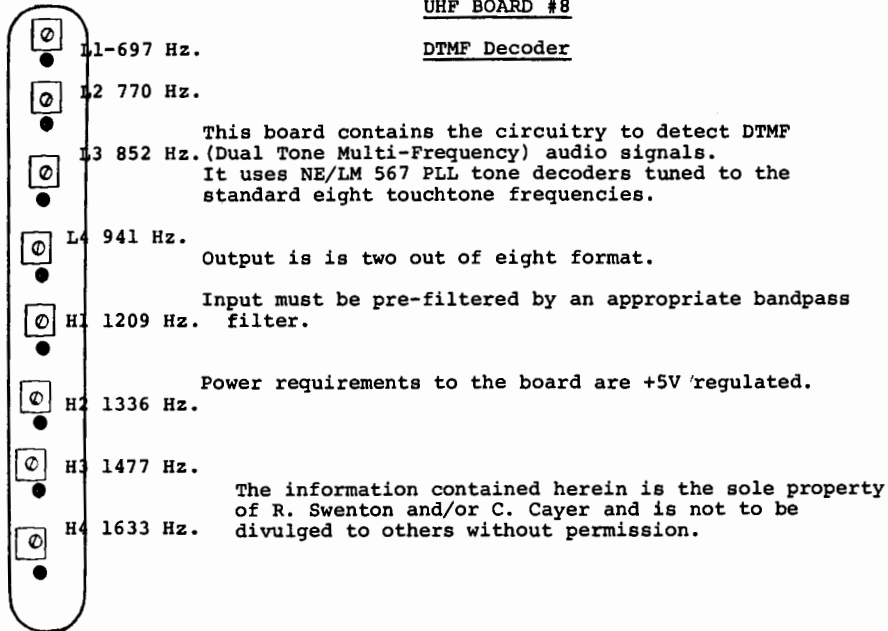 UHF BOARD #8
DTMF Decoder
L1-697 Hz.
L2 770 Hz.
L3 852 Hz.
L4 941 Hz.
H1 1209 Hz.
H2 1336 Hz.
H3 1477 Hz.
H4 1633 Hz.
This board contains the circuitry to detect DTMF
(Dual Tone Multi-Frequency) audio signals.
It uses NE/LM 567 PLL tone decoders tuned to the
standard eight touchtone frequencies.
Output is is two out of eight format.
Input must be pre-filtered by an appropriate bandpass
filter.
Power requirements to the board are +5V regulated.
The information contained herein is the sole property
of R. Swenton and/or C. Cayer and is not to be
divulged to others without permission.